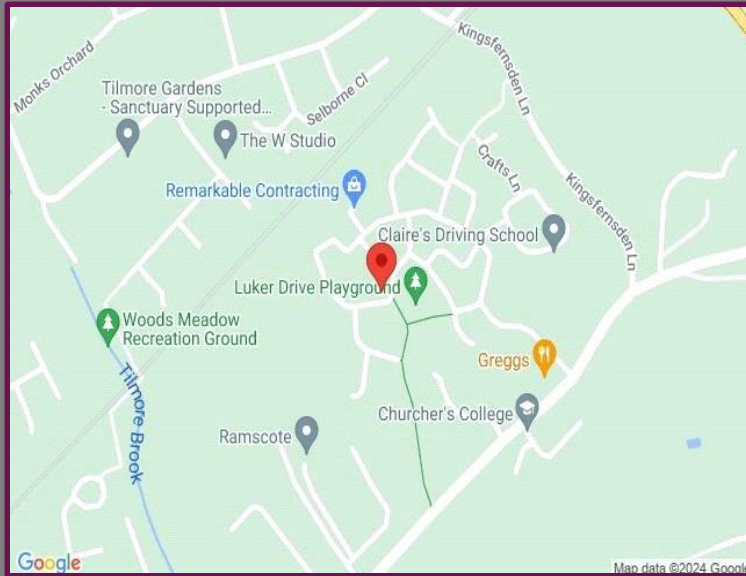 Kingsfernsden Ln
Monks Orchard
Tilmore Gardens
- Sanctuary Supported...
Selborne Cl
The W Studio
Crafts Ln
Remarkable Contracting
Kingsfernsden Ln
Claire's Driving School
Luker Drive Playground
Woods Meadow
Recreation Ground
Greggs
Tilmore Brook
Churcher's College
Ramscote
Google
Map data ©2024 Google